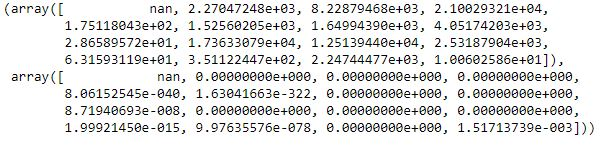 (array([          nan, 2.27047248e+03, 8.22879468e+03, 2.10029321e+04,
1.75118043e+02, 1.52560205e+03, 1.64994390e+03, 4.05174203e+03,
2.86589572e+01, 1.73633079e+04, 1.25139440e+04, 2.53187904e+03,
6.31593119e+01, 3.51122447e+02, 2.24744477e+03, 1.00602586e+01]),
array([          nan, 0.00000000e+000, 0.00000000e+000, 0.00000000e+000,
8.06152545e-040, 1.63041663e-322, 0.00000000e+000, 0.00000000e+000,
8.71940693e-008, 0.00000000e+000, 0.00000000e+000, 0.00000000e+000,
1.99921450e-015, 9.97635576e-078, 0.00000000e+000, 1.51713739e-003]))